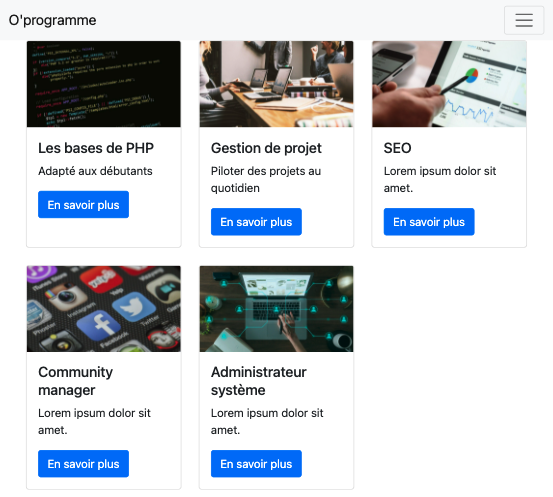 O'programme
Les bases de PHP
Adapté aux débutants
En savoir plus
Gestion de projet
Piloter des projets au
quotidien
En savoir plus
SEO
Lorem ipsum dolor sit
amet.
En savoir plus
Community
manager
Lorem ipsum dolor sit
amet.
En savoir plus
Administrateur
système
Lorem ipsum dolor sit
amet.
En savoir plus